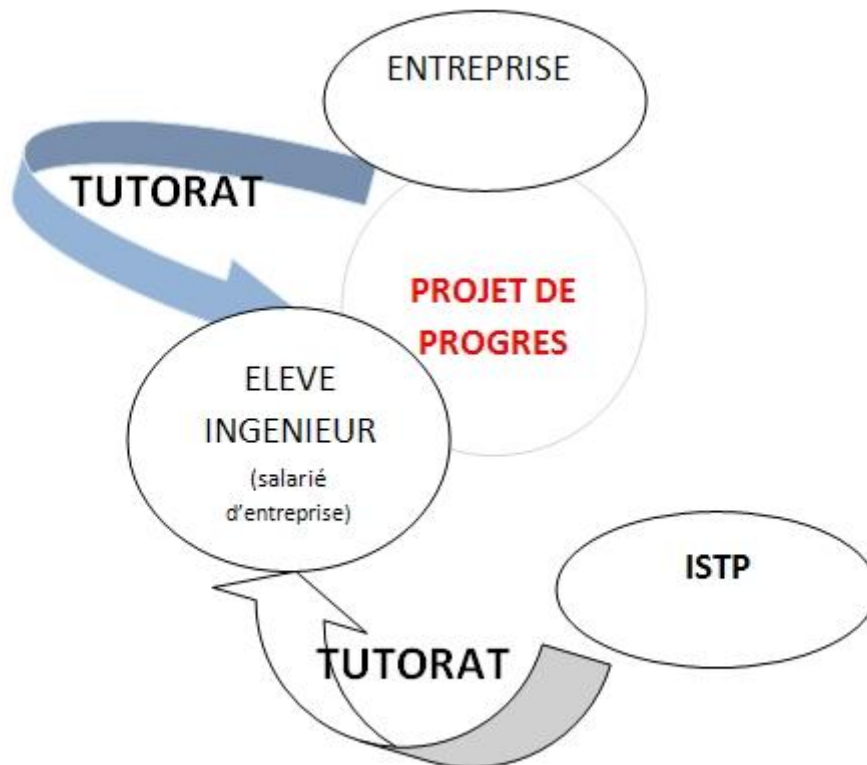 ENTREPRISE
TUTORAT
PROJET DE
PROGRES
ELEVE
INGENIEUR
(salarié
d'entreprise)
ISTP
TUTORAT